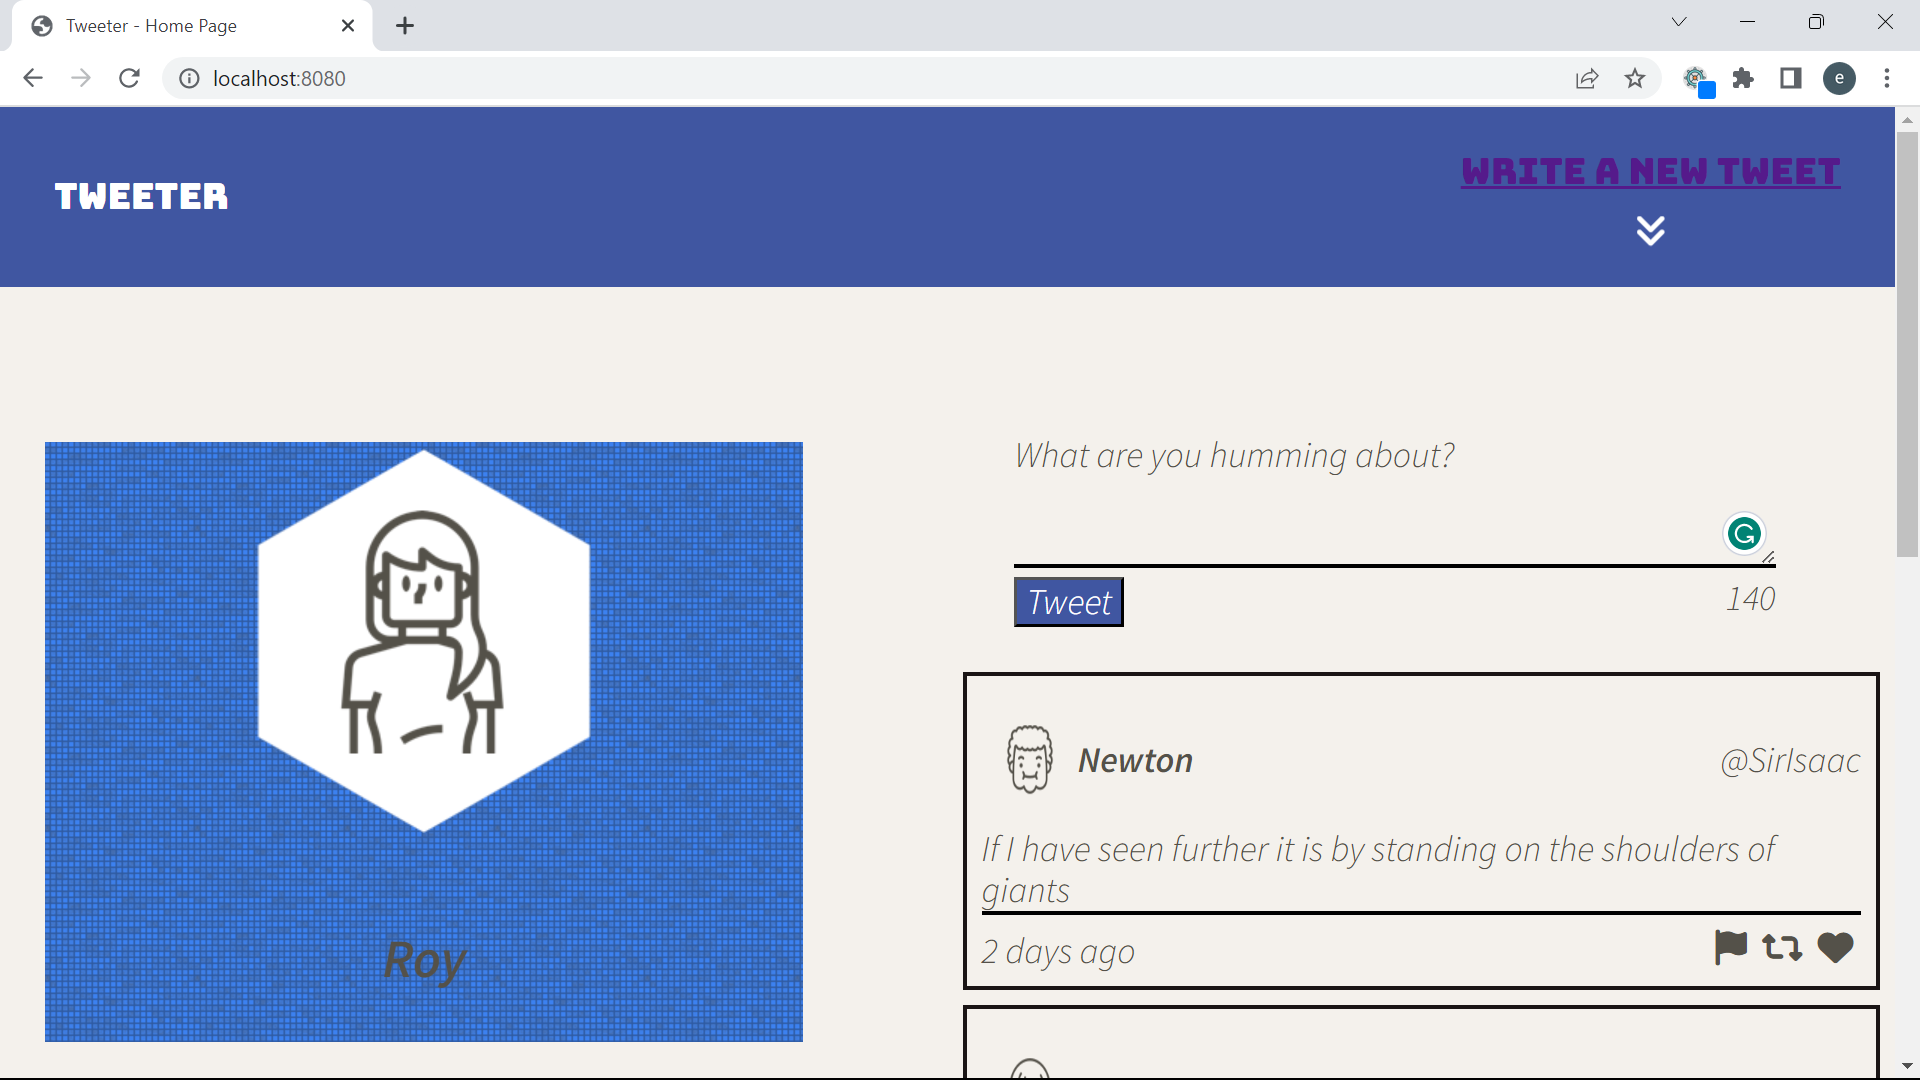 Tweeter - Home Page
localhost:8080
e
TWEETER
WRITE A NEW TWEET
What are you humming about?
Tweet
140
Roy
Newton
@SirIsaac
If I have seen further it is by standing on the shoulders of
giants
2 days ago